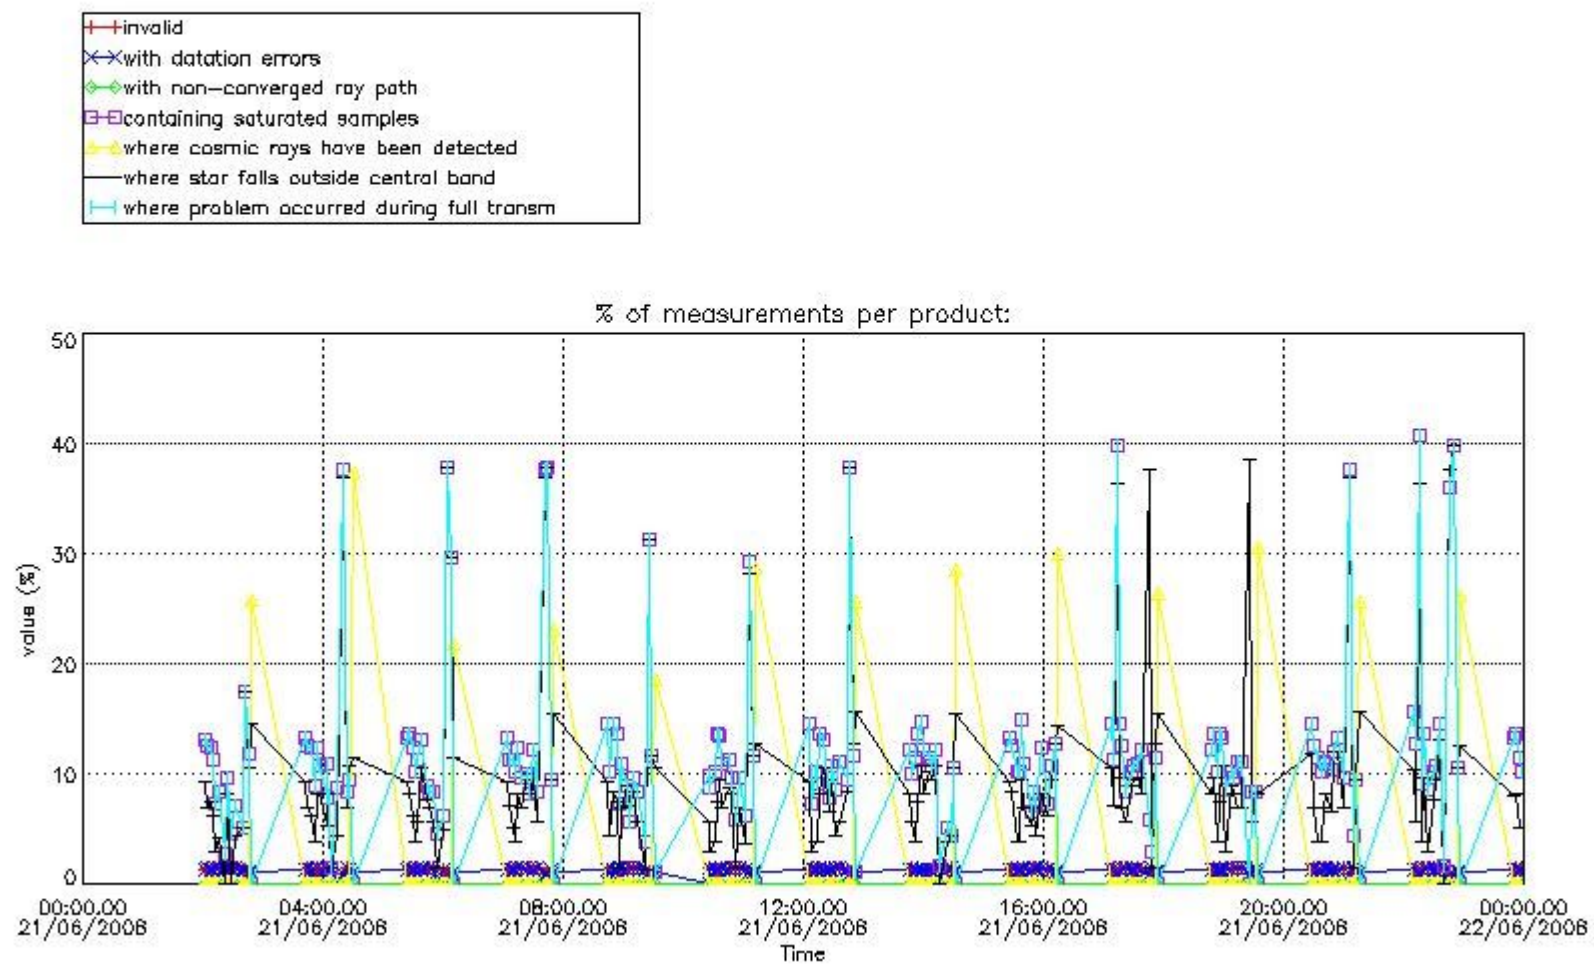 invalid
with datation errors
with non-converged ray path
containing saturated samples
where cosmic rays have been detected
where star falls outside central band
where problem occurred during full transm
% of measurements per product:
50
40
30
20
10
0
value (%)
00:00:00 04:00:00 08:00:00 12:00:00 16:00:00 20:00:00 00:00:00
21/06/2008 21/06/2008 21/06/2008 21/06/2008 21/06/2008 21/06/2008 22/06/2008
Time